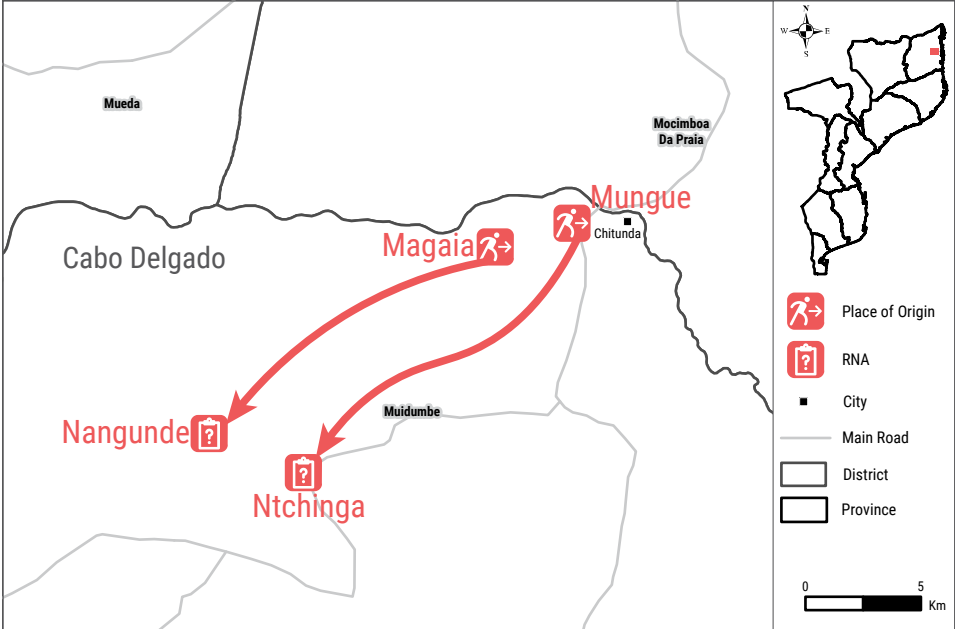 Mueda
Mocimboa
Da Praia
Mungue
Chitunda
Magaia
Cabo Delgado
Muidumbe
Nangunde
?
?
Ntchinga
N
W
E
S
Place of Origin
?
RNA
City
Main Road
District
Province
0
5
Km